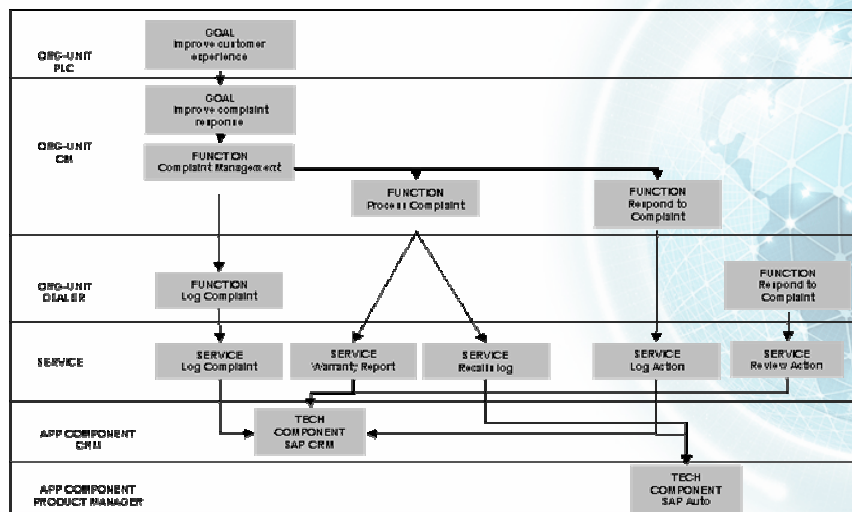 ORG-UNIT
PLC
GOAL
Improve customer
experience
ORG-UNIT
CM
GOAL
Improve complaint
response
FUNCTION
Complaint Management
FUNCTION
Process Complaint
FUNCTION
Respond to
Complaint
ORG-UNIT
DEALER
FUNCTION
Log Complaint
FUNCTION
Respond to
Complaint
SERVICE
SERVICE
Log Complaint
SERVICE
Warranty Report
SERVICE
Recalls log
SERVICE
Log Action
SERVICE
Review Action
APP COMPONENT
CRM
TECH
COMPONENT
SAP CRM
APP COMPONENT
PRODUCT MANAGER
TECH
COMPONENT
SAP Auto